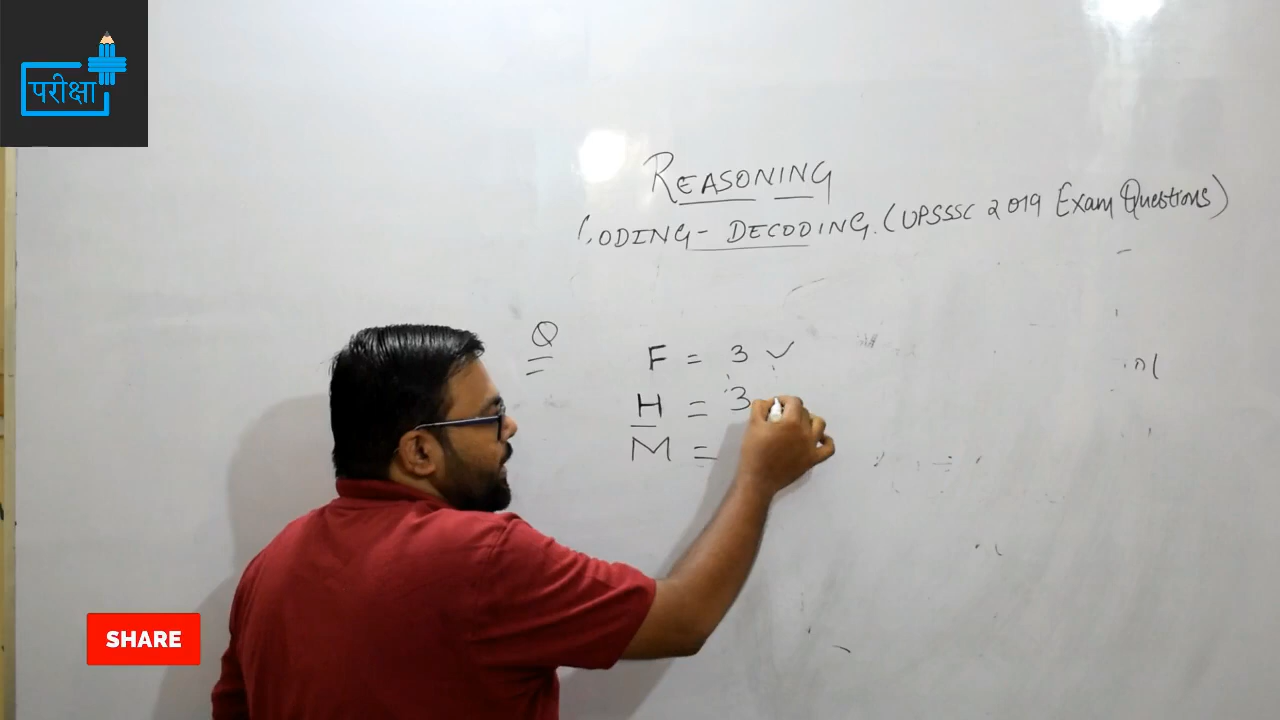 परीक्षा
REASONING
CODING - DECODING. (UPSSSC 2019 Exam Questions)
Q
F = 3 ✓
H = 3
M =
SHARE